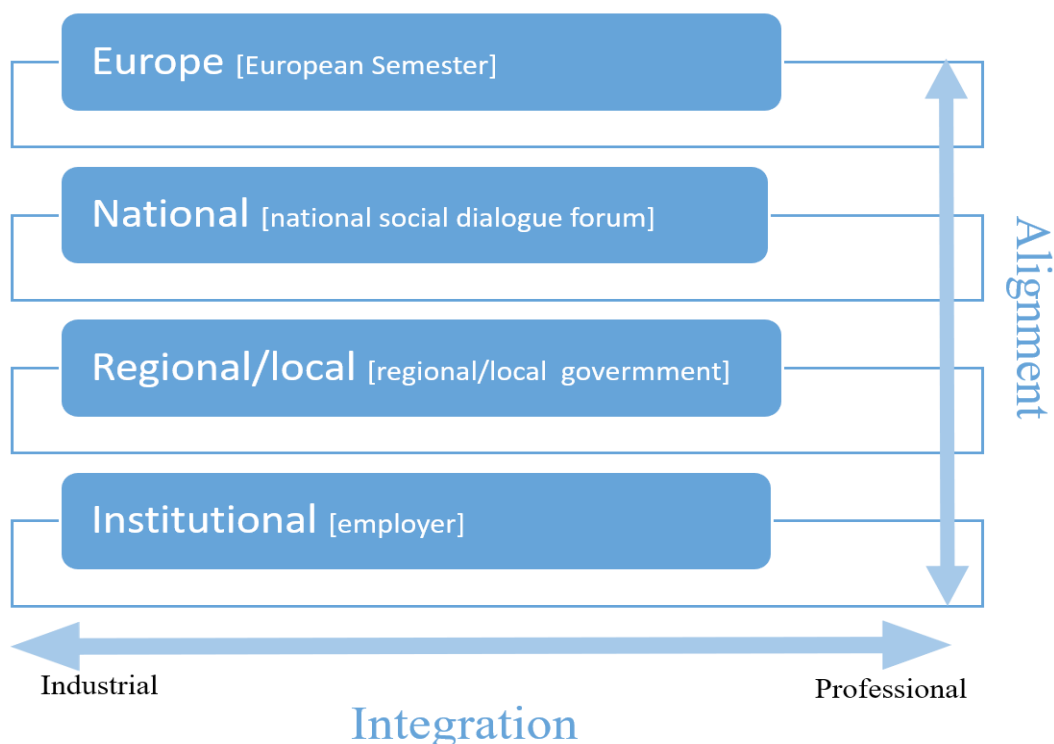 Europe [European Semester]
National [national social dialogue forum]
Regional/local [regional/local govermment]
Institutional [employer]
Alignment
Industrial
Professional
Integration